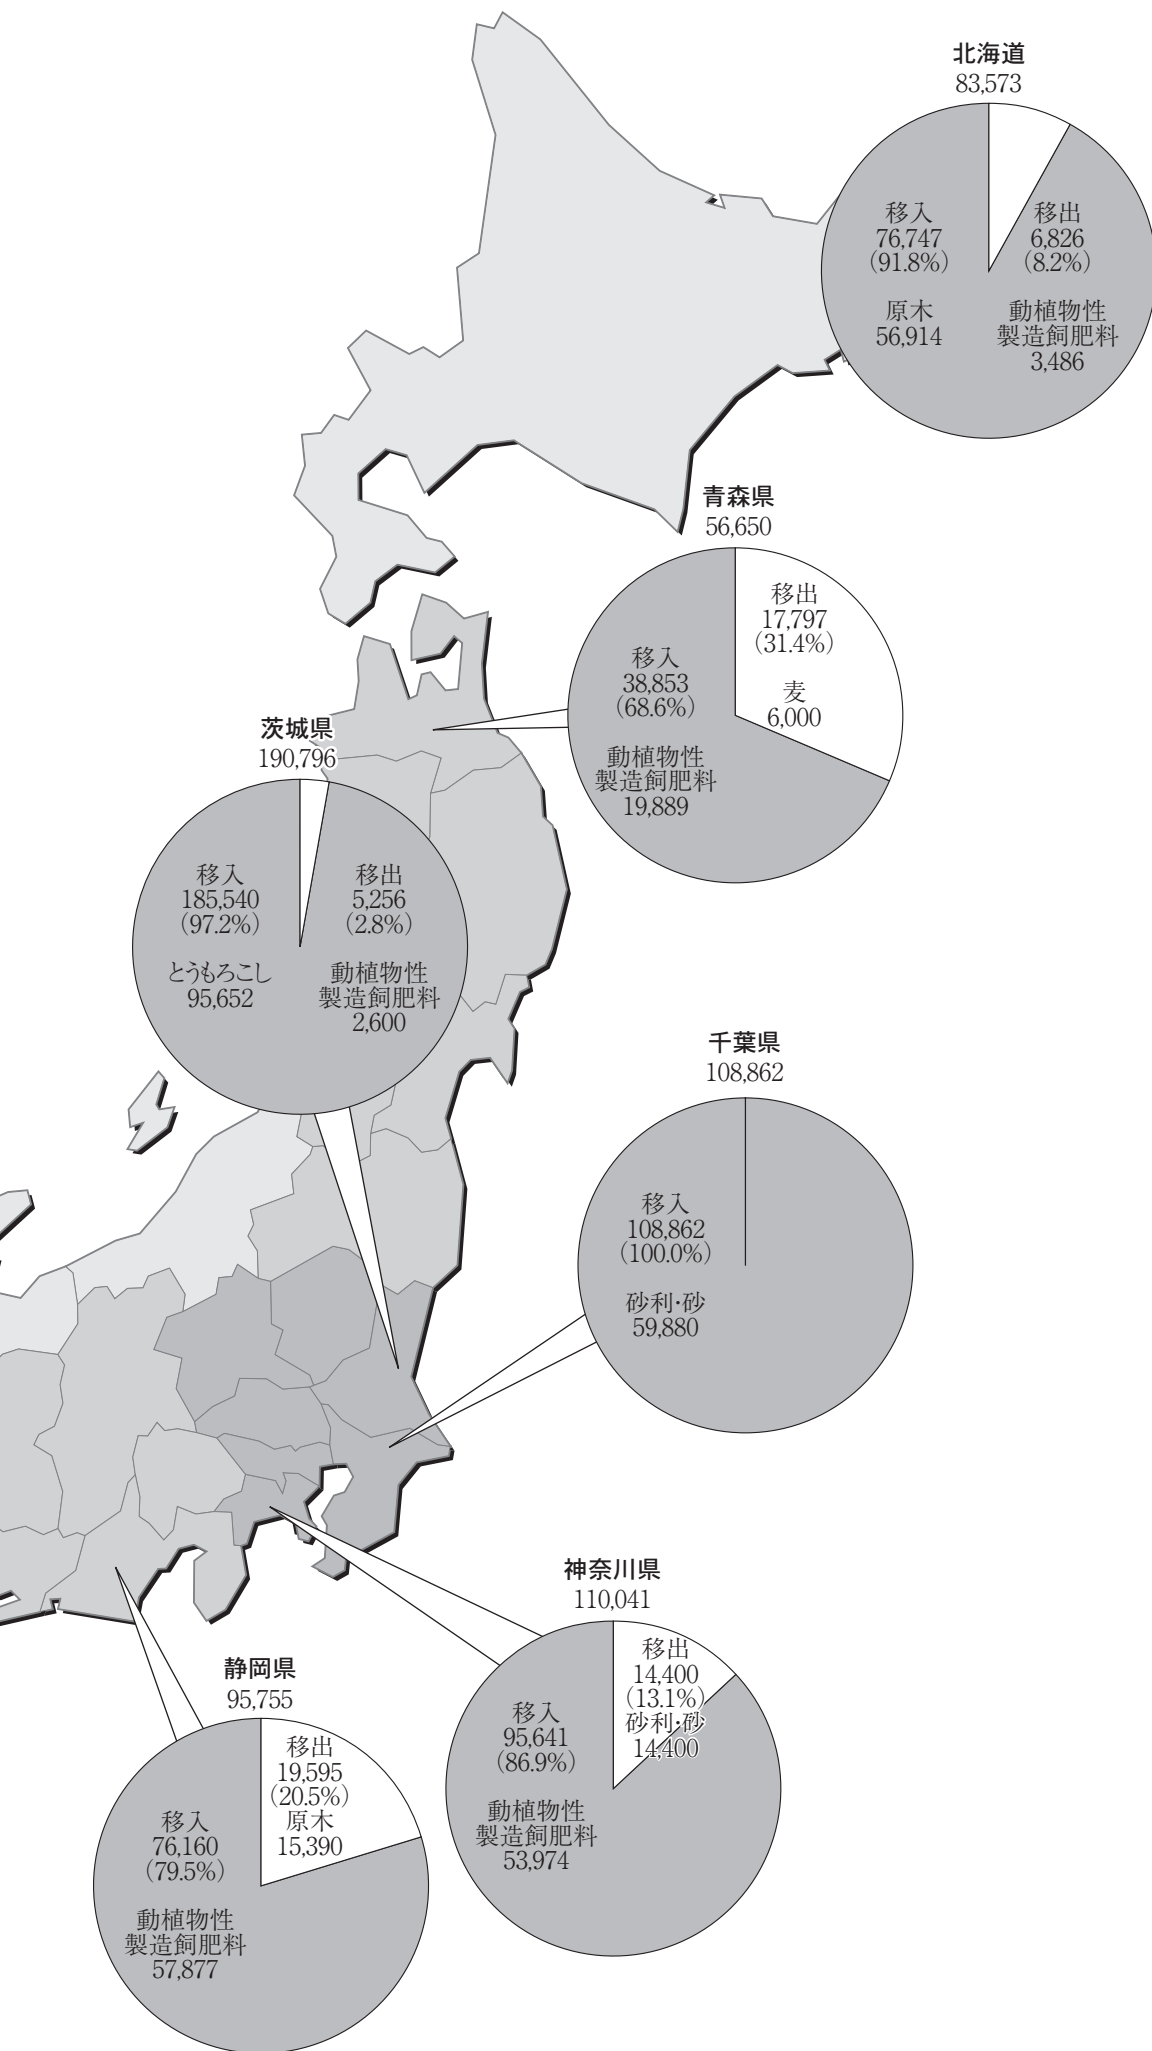 北海道
83,573
移入
76,747
(91.8%)
原木
56,914
移出
6,826
(8.2%)
動植物性
製造飼肥料
3,486
青森県
56,650
移出
17,797
(31.4%)
麦
6,000
移入
38,853
(68.6%)
動植物性
製造飼肥料
19,889
茨城県
190,796
移入
185,540
(97.2%)
とうもろこし
95,652
移出
5,256
(2.8%)
動植物性
製造飼肥料
2,600
千葉県
108,862
移入
108,862
(100.0%)
砂利・砂
59,880
神奈川県
110,041
移出
14,400
(13.1%)
砂利・砂
14,400
移入
95,641
(86.9%)
動植物性
製造飼肥料
53,974
静岡県
95,755
移出
19,595
(20.5%)
原木
15,390
移入
76,160
(79.5%)
動植物性
製造飼肥料
57,877